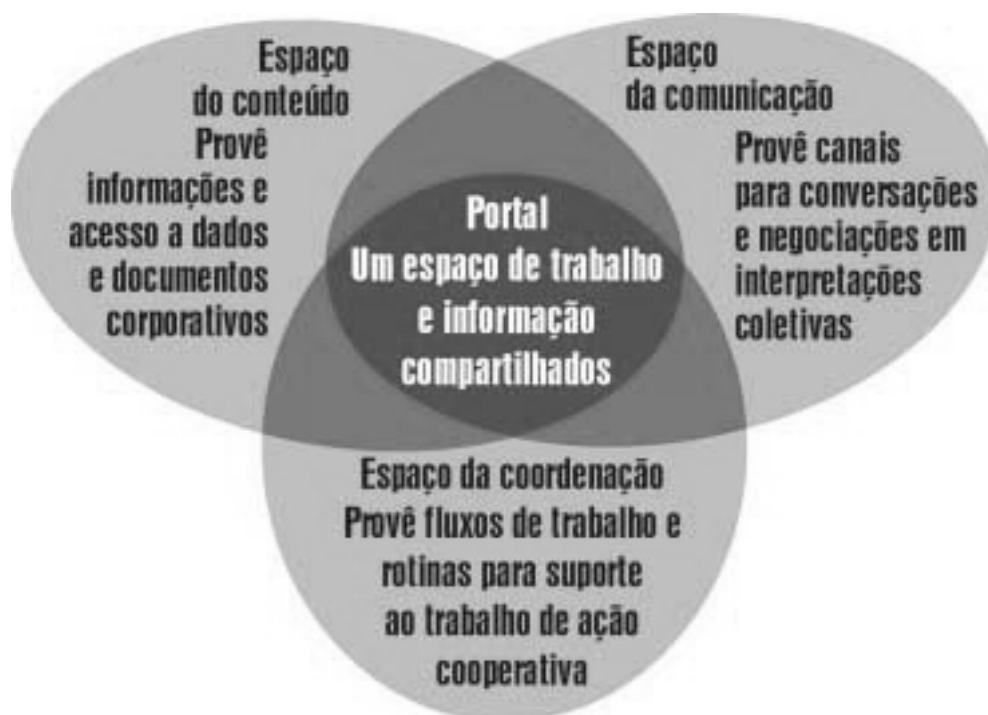 Espaço
do conteúdo
Provê
informações e
acesso a dados
e documentos
corporativos
Espaço
da comunicação
Provê canais
para conversações
e negociações em
interpretações
coletivas
Portal
Um espaço de trabalho
e informação
compartilhados
Espaço da coordenação
Provê fluxos de trabalho e
rotinas para suporte
ao trabalho de ação
cooperativa